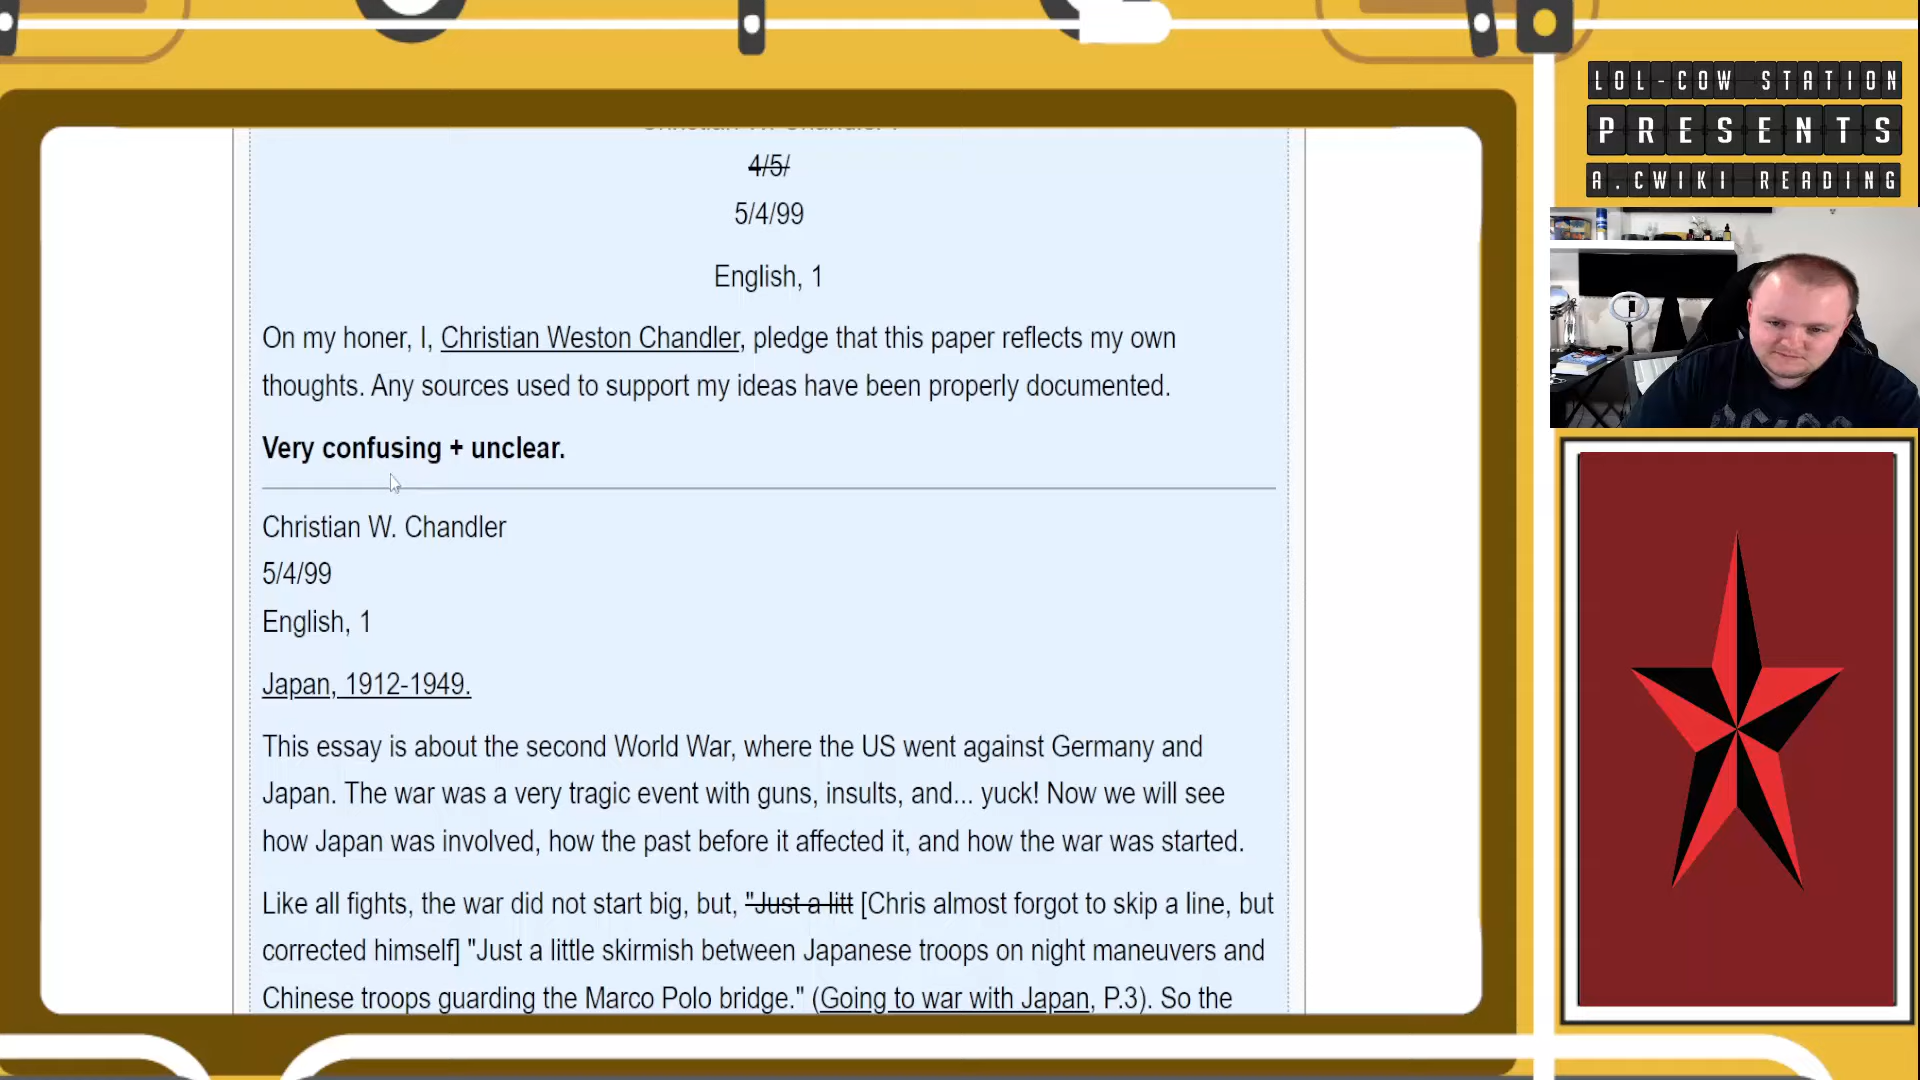 4/5/
5/4/99
English, 1
On my honer, I, Christian Weston Chandler, pledge that this paper reflects my own
thoughts. Any sources used to support my ideas have been properly documented.
Very confusing + unclear.
Christian W. Chandler
5/4/99
English, 1
Japan, 1912-1949.
This essay is about the second World War, where the US went against Germany and
Japan. The war was a very tragic event with guns, insults, and... yuck! Now we will see
how Japan was involved, how the past before it affected it, and how the war was started.
Like all fights, the war did not start big, but, "Just a litt [Chris almost forgot to skip a line, but
corrected himself] "Just a little skirmish between Japanese troops on night maneuvers and
Chinese troops guarding the Marco Polo bridge." (Going to war with Japan, P.3). So the
LOL-COW STATION
PRESENTS
A.CWIKI READING